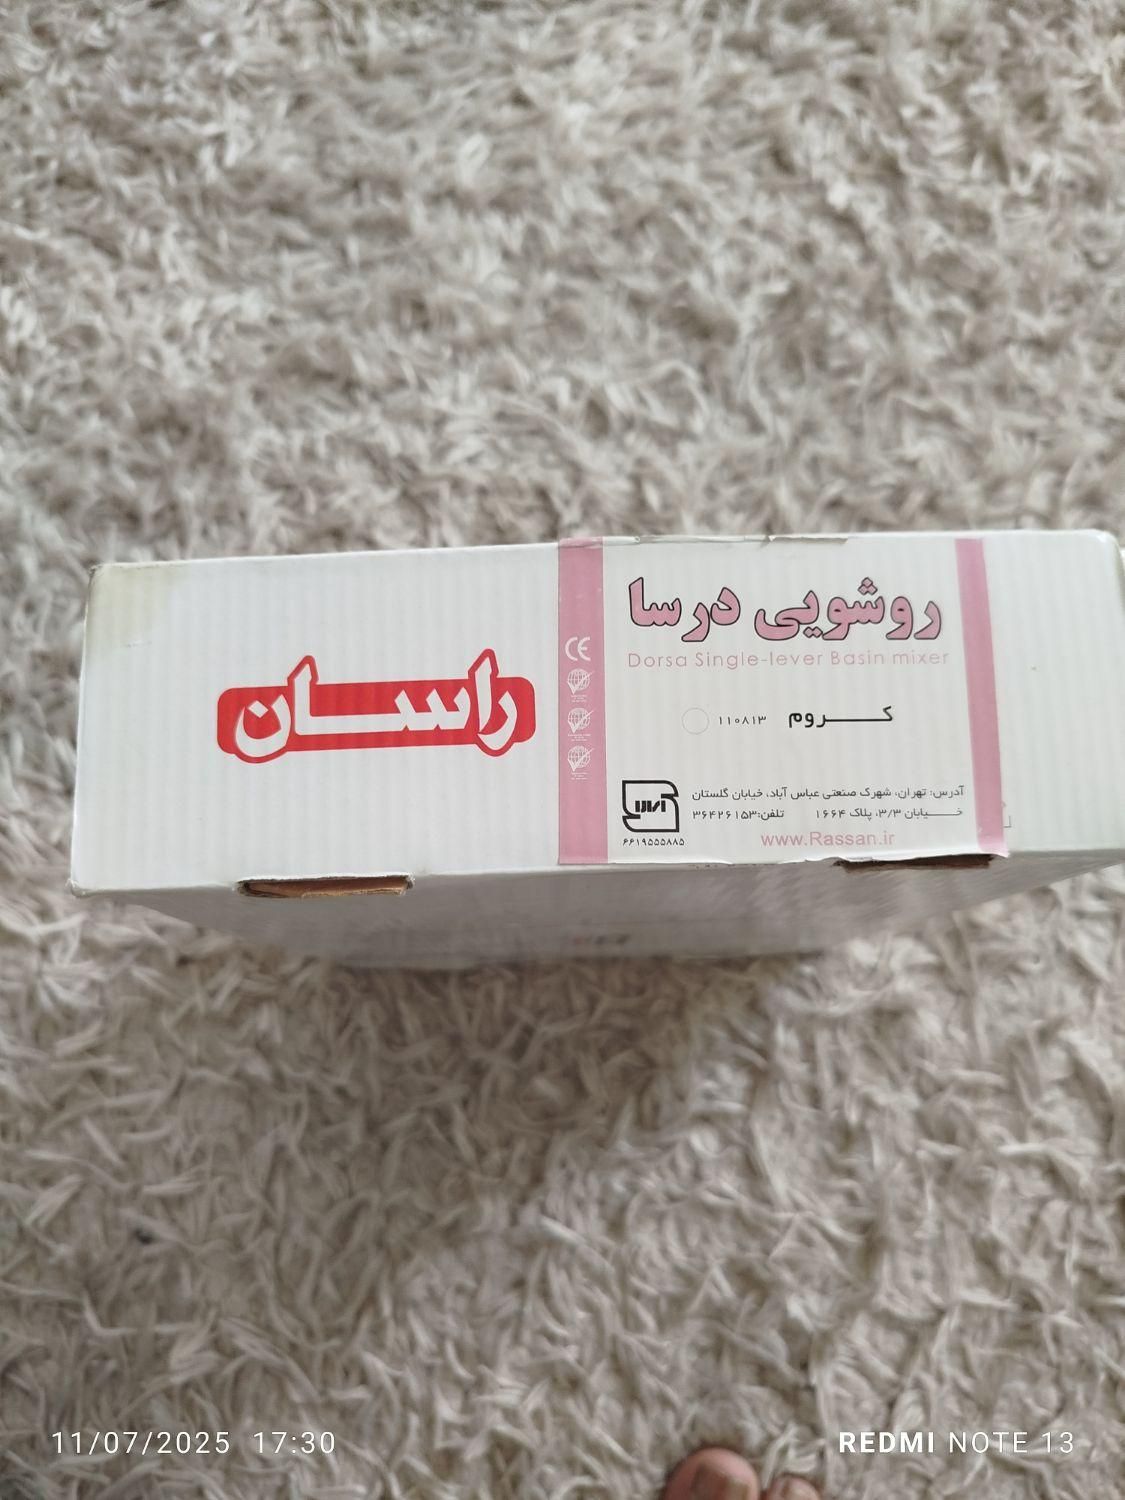 راسان
CE
روشویی درسا
Dorsa Single-lever Basin mixer
کروم ۱۱۰۸۱۳
آدرس: تهران، شهرک صنعتی عباس آباد، خیابان گلستان
خیابان ۳/۳، پلاک ۱۶۶۴ تلفن:۳۶۴۲۶۱۵۳
۶۶۱۹۵۵۵۸۸۵
www.Rassan.ir
11/07/2025 17:30
REDMI NOTE 13